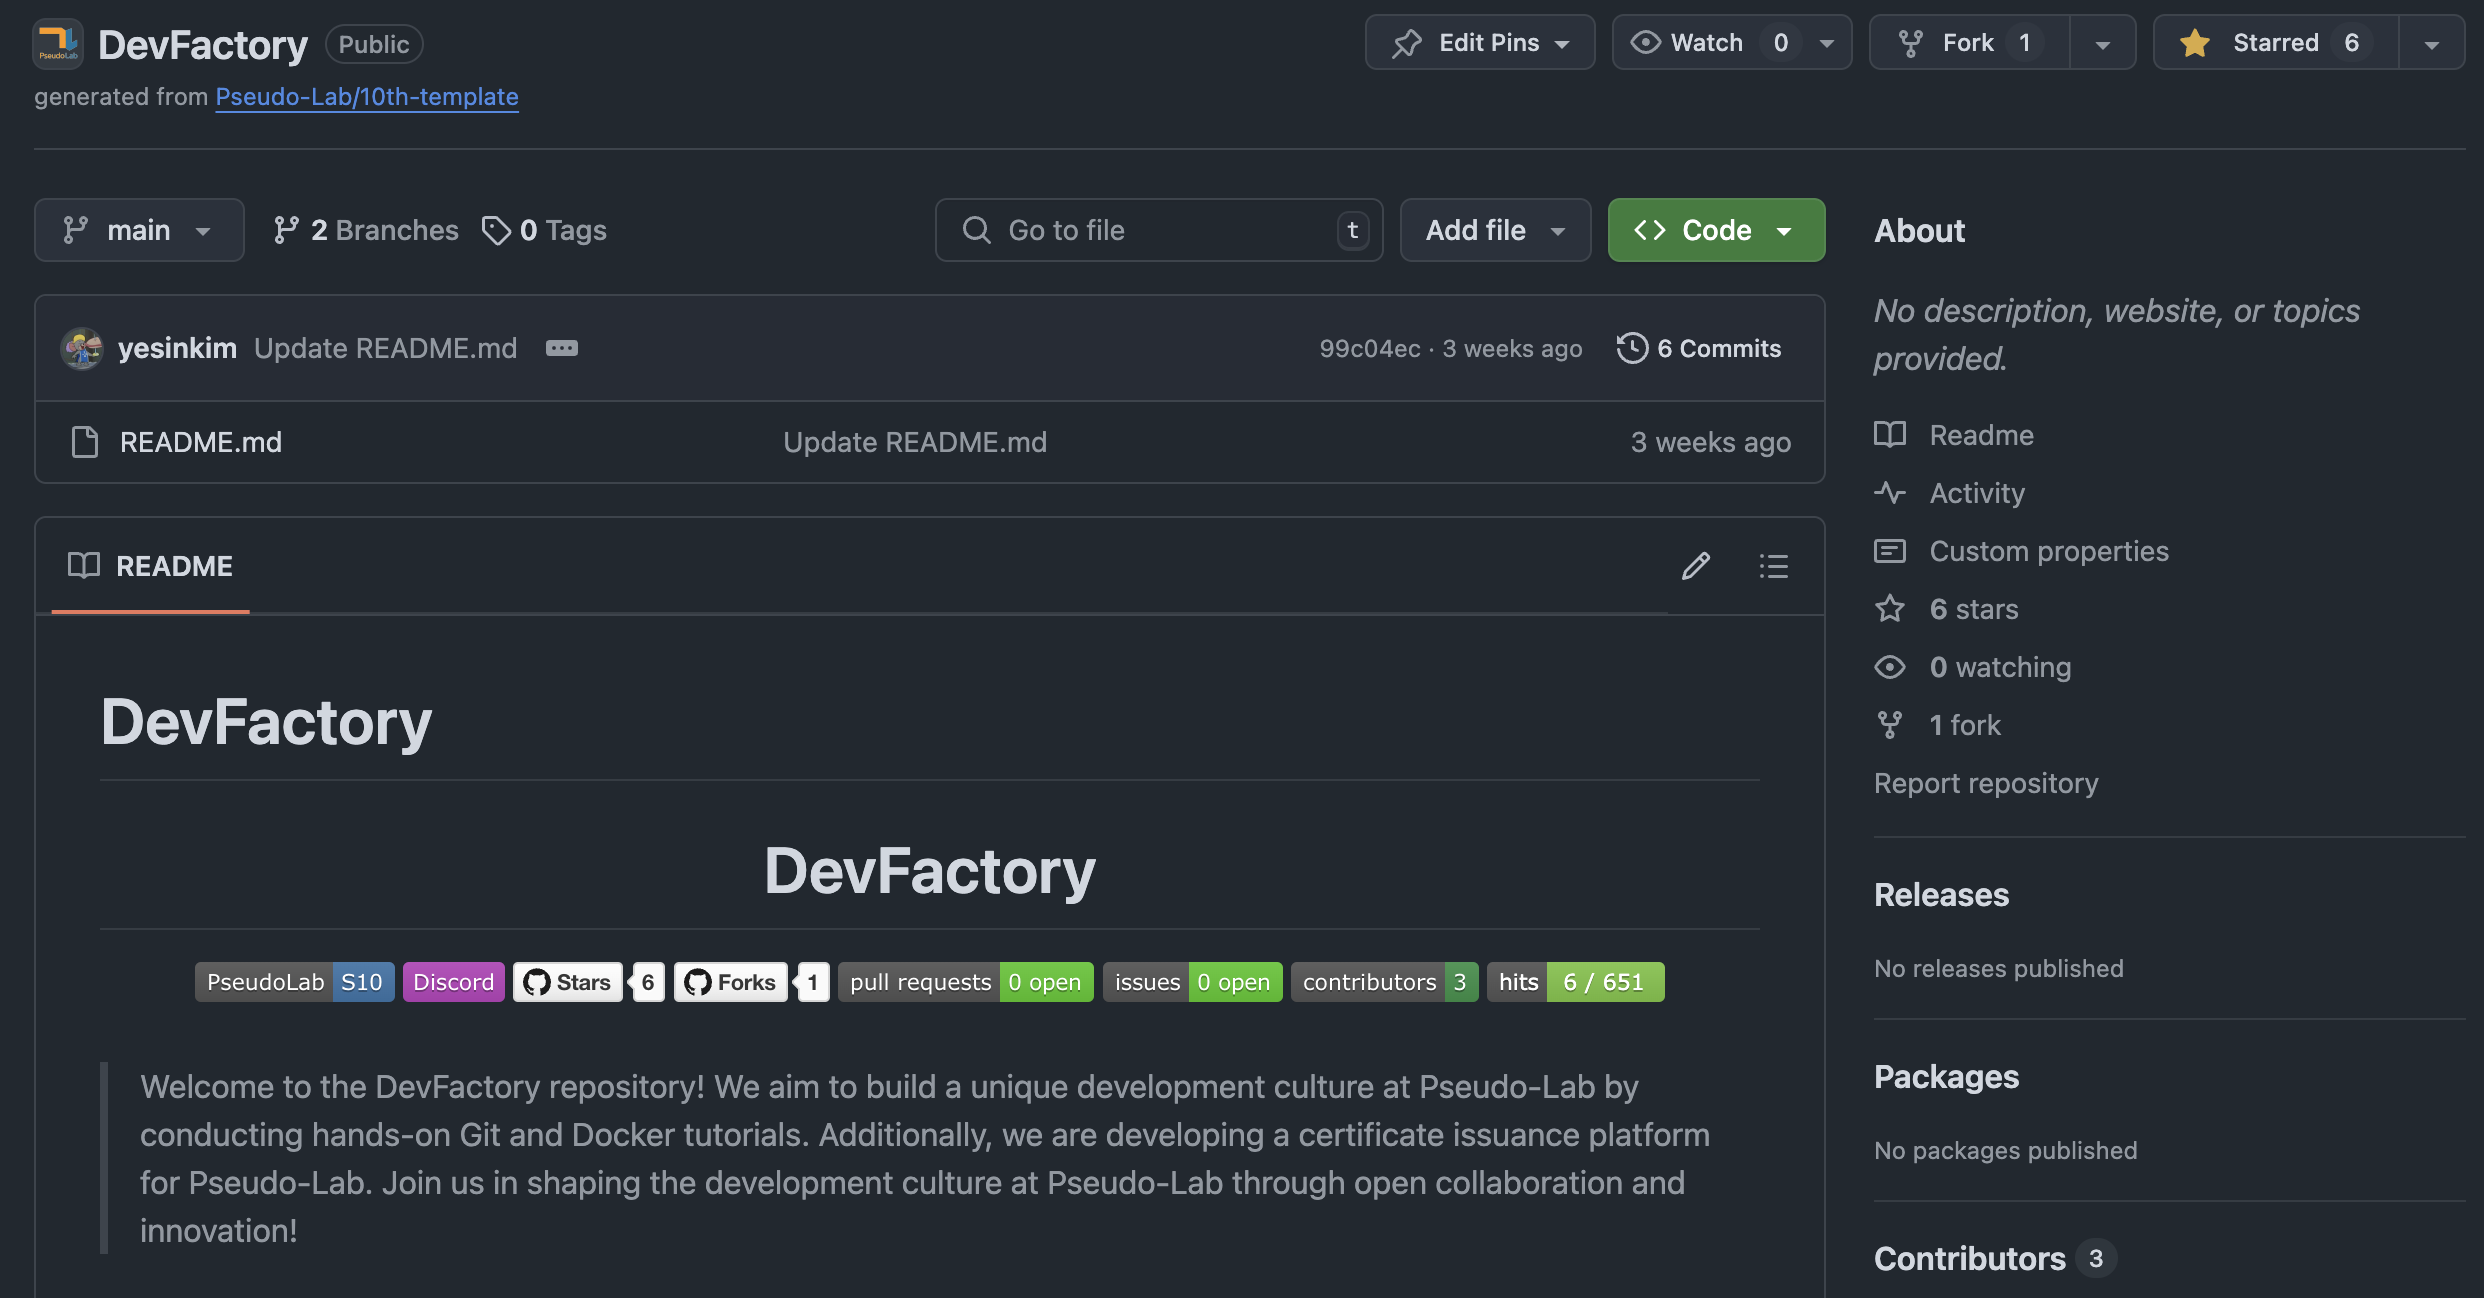 PseudoLab
DevFactory Public
Edit Pins
Watch 0
Fork 1
Starred 6
generated from Pseudo-Lab/10th-template
main
2 Branches
0 Tags
Go to file
t
Add file
Code
yesinkim Update README.md
99c04ec · 3 weeks ago
6 Commits
README.md
Update README.md
3 weeks ago
README
DevFactory
DevFactory
PseudoLab S10
Discord
Stars 6
Forks 1
pull requests 0 open
issues 0 open
contributors 3
hits 6 / 651
Welcome to the DevFactory repository! We aim to build a unique development culture at Pseudo-Lab by
conducting hands-on Git and Docker tutorials. Additionally, we are developing a certificate issuance platform
for Pseudo-Lab. Join us in shaping the development culture at Pseudo-Lab through open collaboration and
innovation!
About
No description, website, or topics
provided.
Readme
Activity
Custom properties
6 stars
0 watching
1 fork
Report repository
Releases
No releases published
Packages
No packages published
Contributors 3